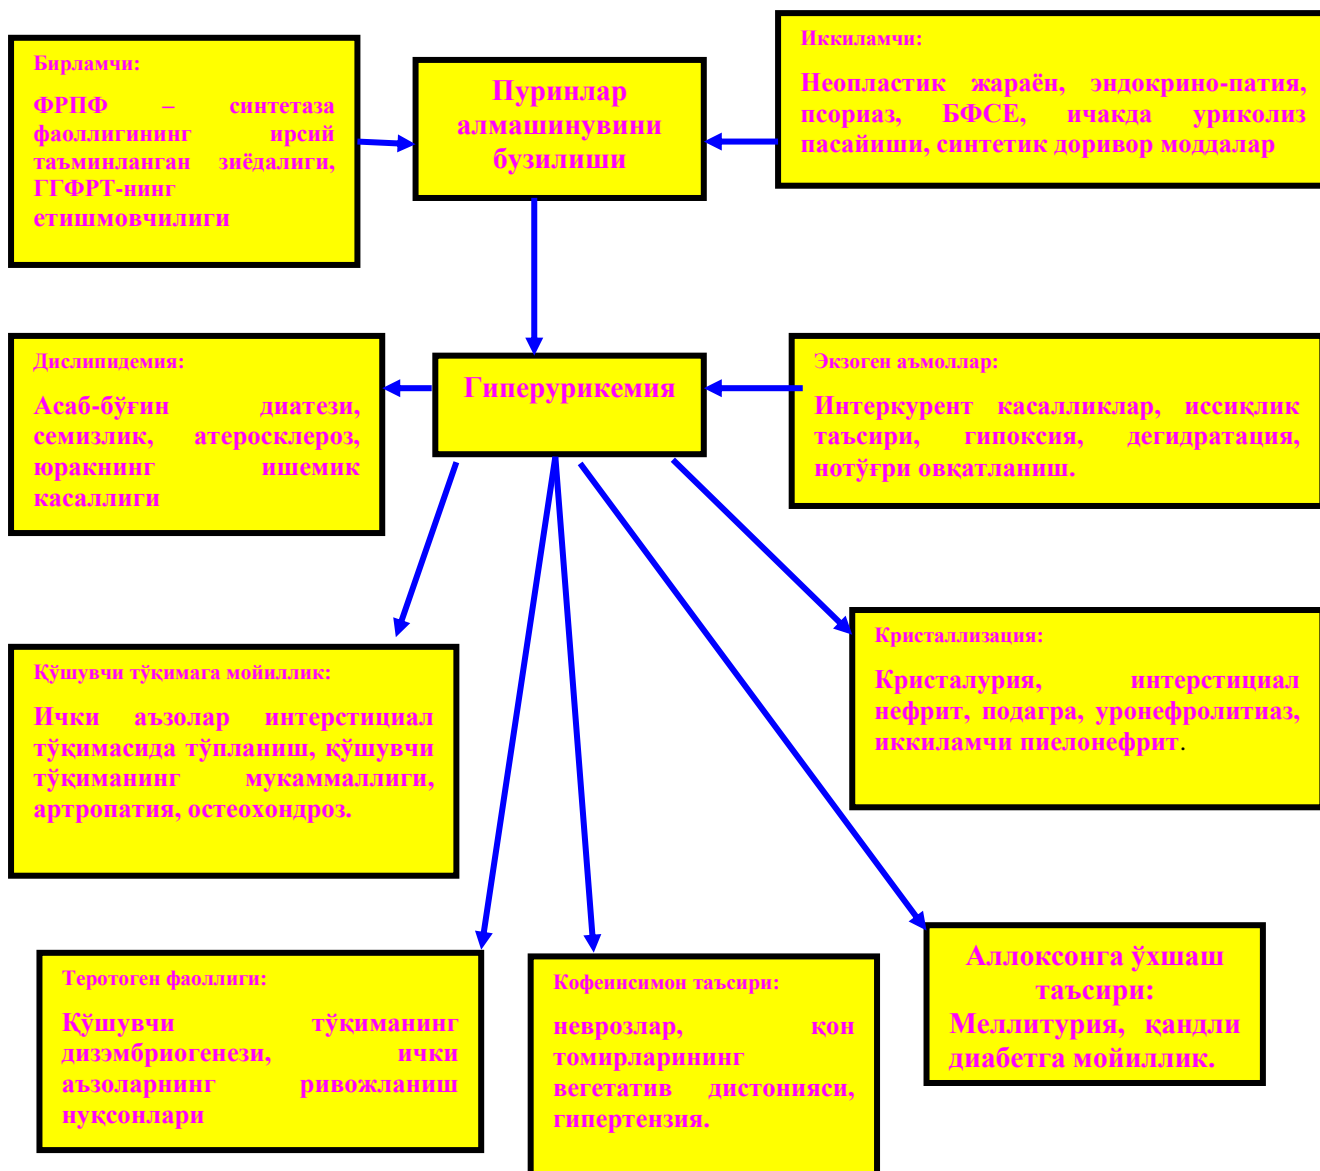 Бирламчи:
ФРПФ – синтетаза
фаоллигининг ирсий
таъминланган зиёдалиги,
ГГФРТ-нинг
етишмовчилиги
Пуринлар
алмашинувини
бузилиши
Иккиламчи:
Неопластик жараён, эндокрино-патия,
псориаз, БФСЕ, ичакда уриколиз
пасайиши, синтетик доривор моддалар
Дислипидемия:
Асаб-бўғин диатези,
семизлик, атеросклероз,
юракнинг ишемик
касаллиги
Гиперурикемия
Экзоген аъмоллар:
Интеркурент касалликлар, иссиқлик
таъсири, гипоксия, дегидратация,
нотўғри овқатланиш.
Қўшувчи тўқимага мойиллик:
Ички аъзолар интерстициал
тўқимасида тўпланиш, қўшувчи
тўқиманинг мукаммаллиги,
артропатия, остеохондроз.
Кристаллизация:
Кристалурия, интерстициал
нефрит, подагра, уронефролитиаз,
иккиламчи пиелонефрит.
Теротоген фаоллиги:
Қўшувчи тўқиманинг
дизэмбриогенези, ички
аъзоларнинг ривожланиш
нуқсонлари
Кофеинсимон таъсири:
неврозлар, қон
томирларининг
вегетатив дистонияси,
гипертензия.
Аллоксонга ўхшаш
таъсири:
Меллитурия, қандли
диабетга мойиллик.